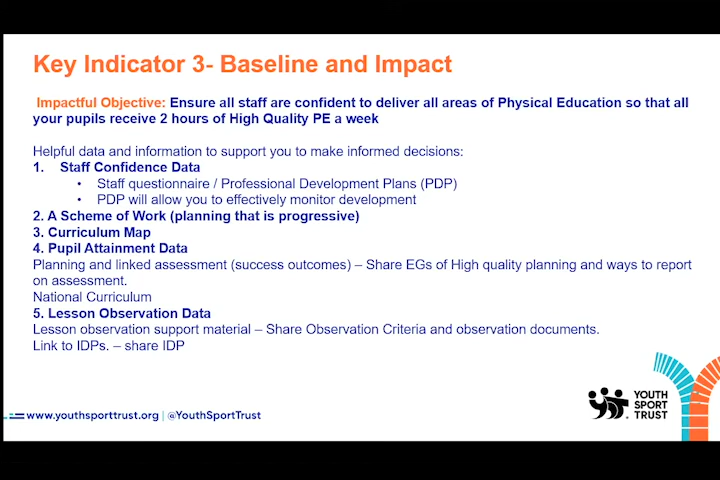 Key Indicator 3- Baseline and Impact
Impactful Objective: Ensure all staff are confident to deliver all areas of Physical Education so that all
your pupils receive 2 hours of High Quality PE a week
Helpful data and information to support you to make informed decisions:
1. Staff Confidence Data
• Staff questionnaire / Professional Development Plans (PDP)
• PDP will allow you to effectively monitor development
2. A Scheme of Work (planning that is progressive)
3. Curriculum Map
4. Pupil Attainment Data
Planning and linked assessment (success outcomes) – Share EGs of High quality planning and ways to report
on assessment.
National Curriculum
5. Lesson Observation Data
Lesson observation support material – Share Observation Criteria and observation documents.
Link to IDPs. – share IDP
www.youthsporttrust.org | @YouthSportTrust
YOUTH
SPORT
TRUST